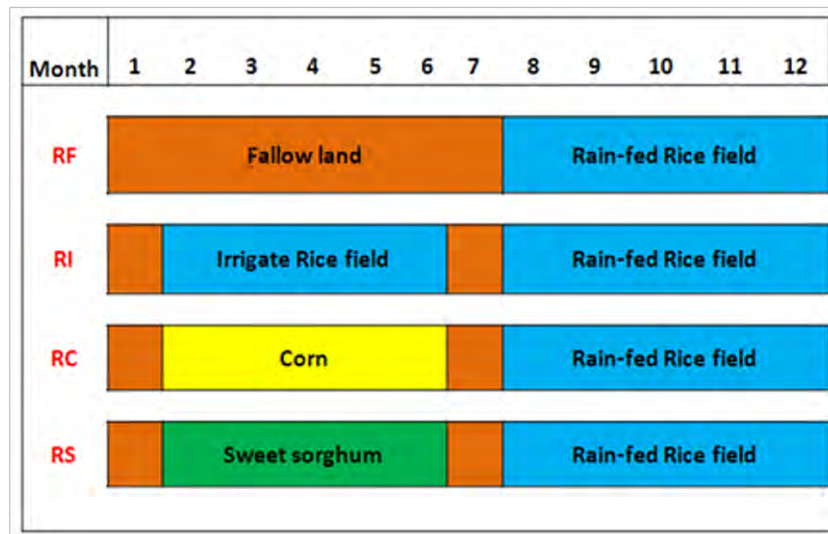 Month 1 2 3 4 5 6 7 8 9 10 11 12
RF Fallow land Rain-fed Rice field
RI Irrigate Rice field Rain-fed Rice field
RC Corn Rain-fed Rice field
RS Sweet sorghum Rain-fed Rice field